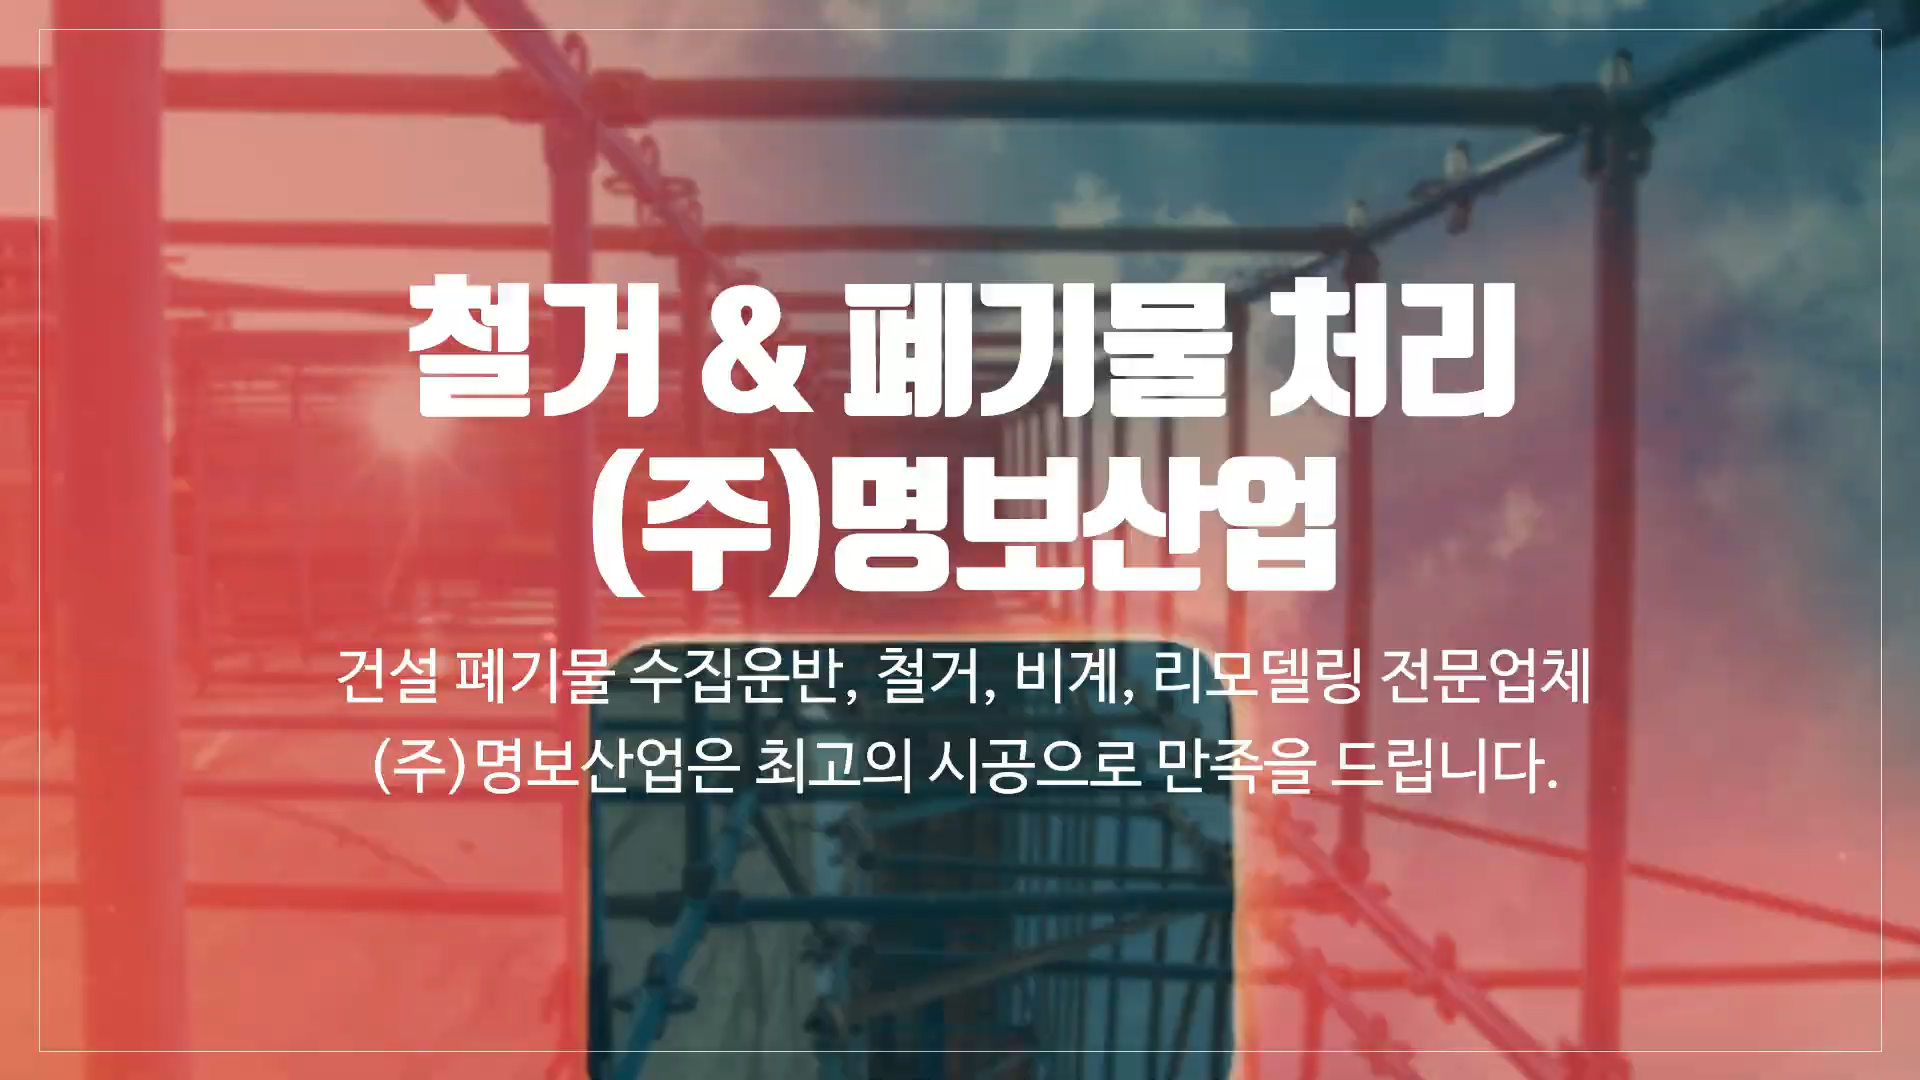 철거 & 폐기물 처리
(주)명보산업
건설 폐기물 수집운반, 철거, 비계, 리모델링 전문업체
(주)명보산업은 최고의 시공으로 만족을 드립니다.